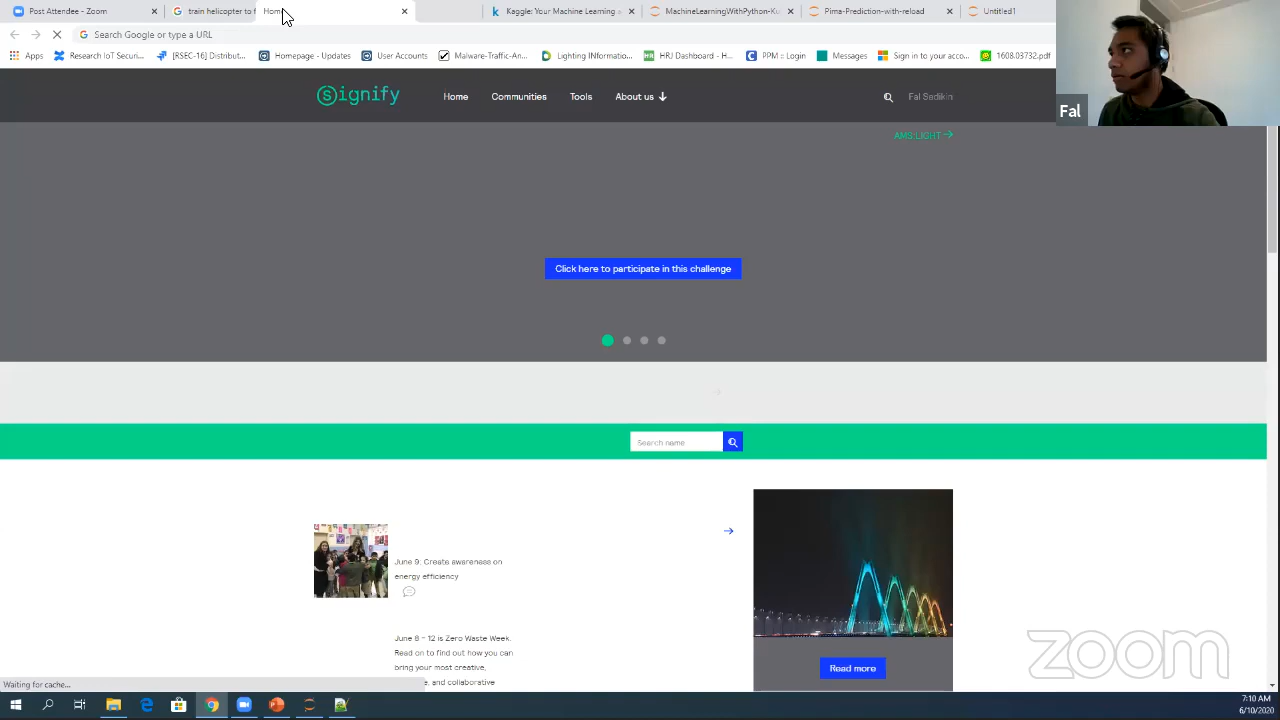 Post Attendee - Zoom
train helicopter to f
Hom
Kaggle: Your Machine Learning a
MachineLearningWithPython-Ku
Pima-Prediction-with-reload
Untitled1
Search Google or type a URL
Apps
Research IoT Securi...
[RSEC-16] Distribut...
Homepage - Updates
User Accounts
Malware-Traffic-An...
Lighting INformatio...
HRJ Dashboard - H...
PPM :: Login
Messages
Sign in to your acco...
1608.03732.pdf
Signify
Home
Communities
Tools
About us
Fal Sadikin
Fal
AMS:LIGHT
Click here to participate in this challenge
Search name
June 9: Create awareness on
energy efficiency
June 8 – 12 is Zero Waste Week.
Read on to find out how you can
bring your most creative,
and collaborative
Read more
zoom
Waiting for cache...
7:10 AM
6/10/2020